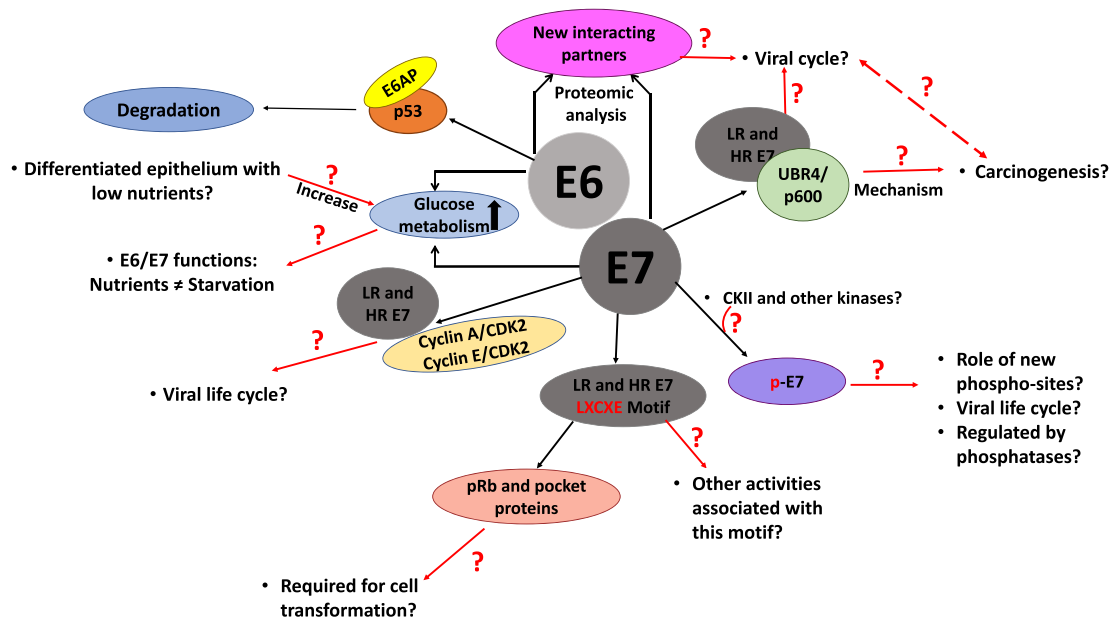 New interacting
partners
?
• Viral cycle?
?
?
E6AP
p53
Degradation
Proteomic
analysis
LR and
HR E7
UBR4/
p600
?
Mechanism
• Carcinogenesis?
• Differentiated epithelium with
low nutrients?
?
Increase
E6
Glucose
metabolism
?
• E6/E7 functions:
Nutrients ≠ Starvation
E7
LR and
HR E7
Cyclin A/CDK2
Cyclin E/CDK2
?
• Viral life cycle?
• CKII and other kinases?
?
p-E7
?
• Role of new
phospho-sites?
• Viral life cycle?
• Regulated by
phosphatases?
LR and HR E7
LXCXE Motif
?
• Other activities
associated with
this motif?
pRb and pocket
proteins
?
• Required for cell
transformation?